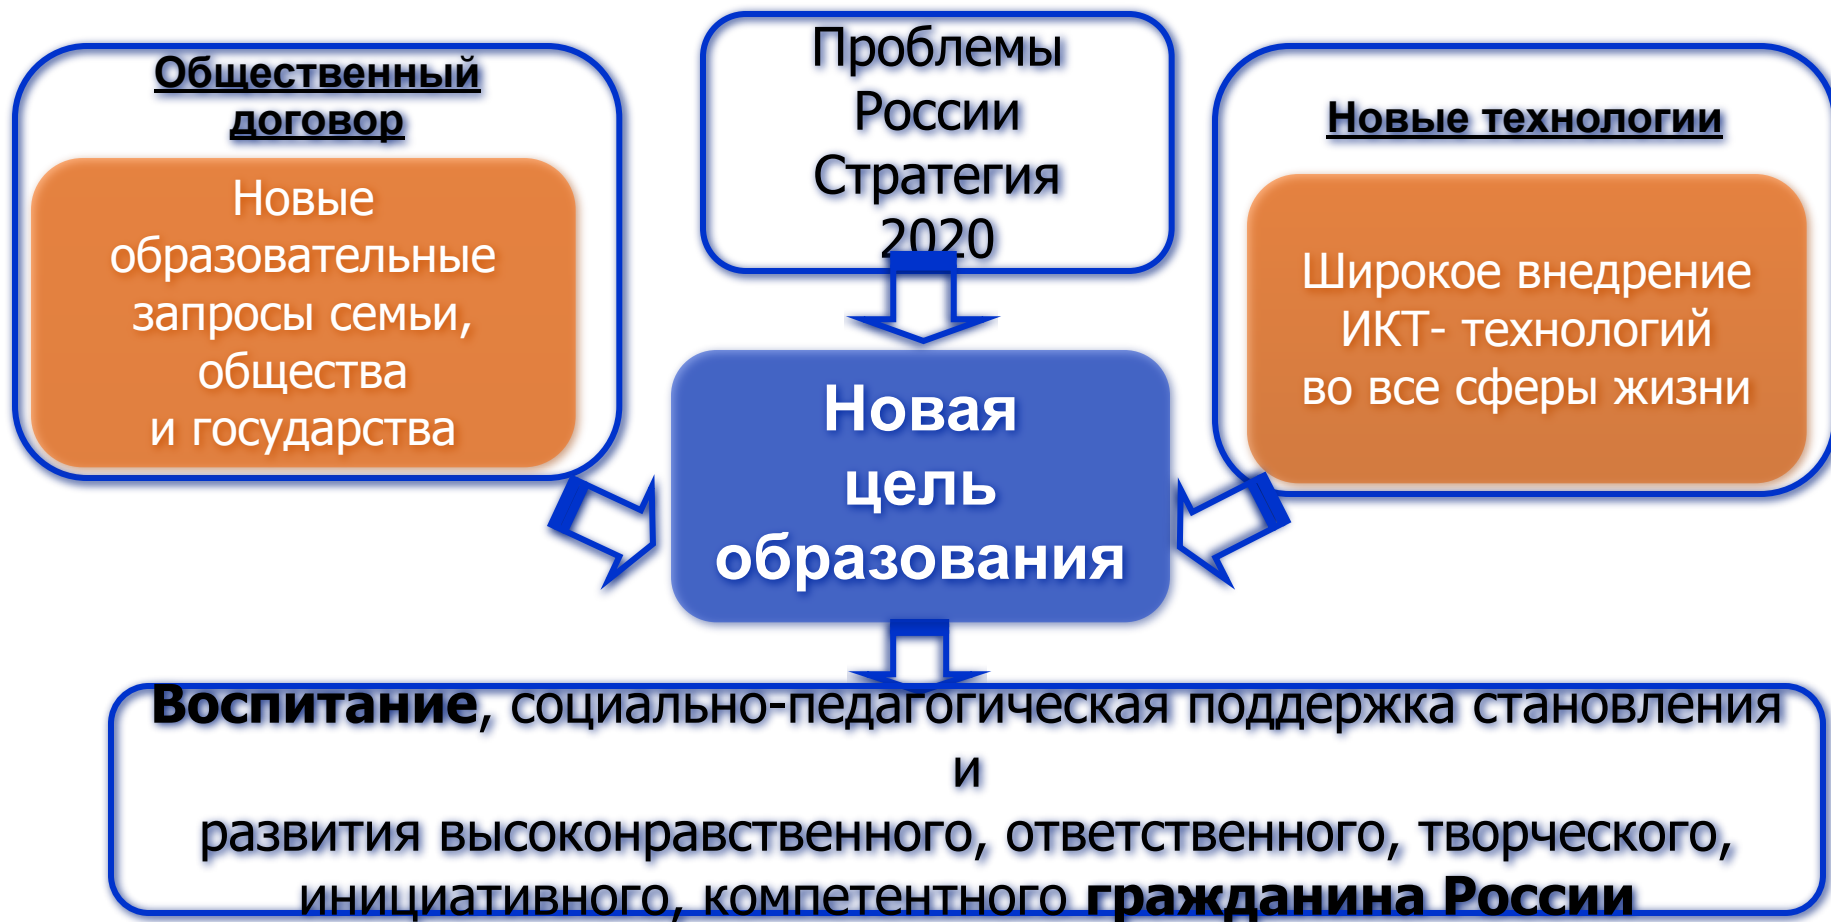 Общественный
договор
Новые
образовательные
запросы семьи,
общества
и государства
Проблемы
России
Стратегия
2020
Новые технологии
Широкое внедрение
ИКТ- технологий
во все сферы жизни
Новая
цель
образования
Воспитание, социально-педагогическая поддержка становления
и
развития высоконравственного, ответственного, творческого,
инициативного, компетентного гражданина России